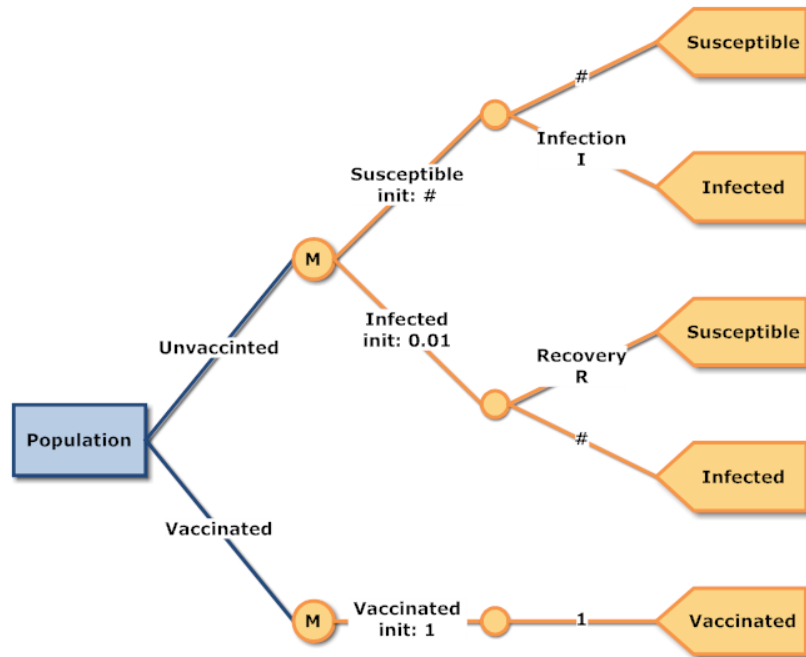 Susceptible
#
Infection
I
Susceptible
init: #
Infected
M
Infected
init: 0.01
Susceptible
Unvaccinted
Recovery
R
Population
#
Infected
Vaccinated
M
Vaccinated
init: 1
1
Vaccinated